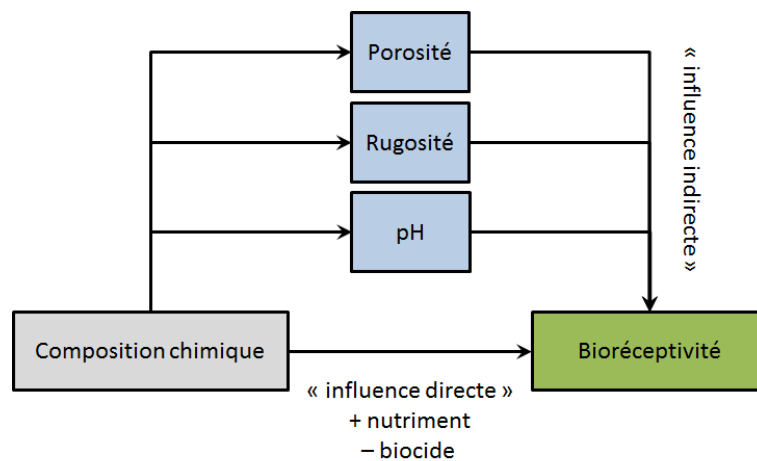 Porosité
« influence indirecte »
Rugosité
pH
Composition chimique
Bioréceptivité
« influence directe »
+ nutriment
– biocide